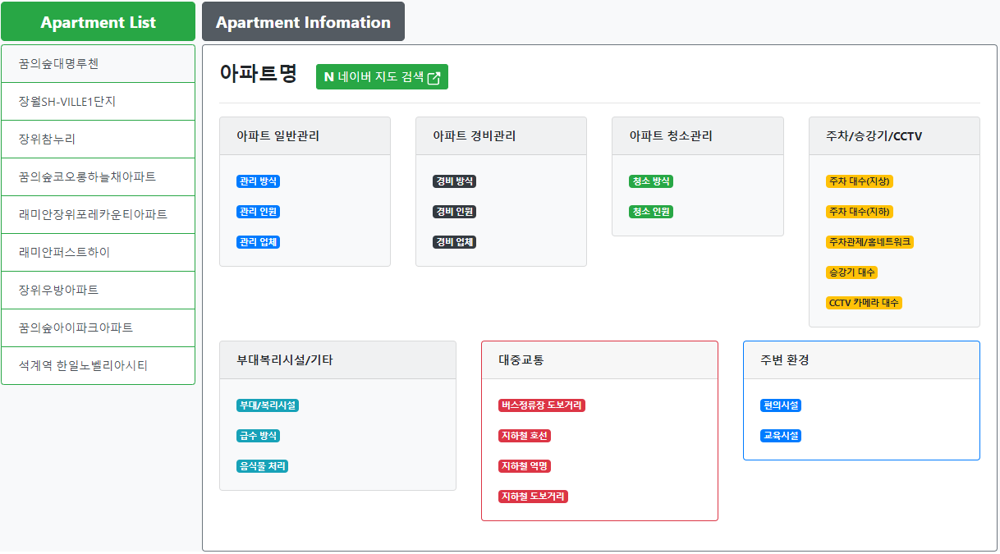 Apartment List
Apartment Infomation
꿈의숲대명루첸
장월SH-VILLE1단지
장위참누리
꿈의숲코오롱하늘채아파트
래미안장위포레카운티아파트
래미안퍼스트하이
장위우방아파트
꿈의숲아이파크아파트
석계역 한일노벨리아시티
아파트명
N 네이버 지도 검색
아파트 일반관리
관리 방식
관리 인원
관리 업체
아파트 경비관리
경비 방식
경비 인원
경비 업체
아파트 청소관리
청소 방식
청소 인원
주차/승강기/CCTV
주차 대수(지상)
주차 대수(지하)
주차관제/홈네트워크
승강기 대수
CCTV 카메라 대수
부대복리시설/기타
부대/복리시설
급수 방식
음식물 처리
대중교통
버스정류장 도보거리
지하철 호선
지하철 역명
지하철 도보거리
주변 환경
편의시설
교육시설